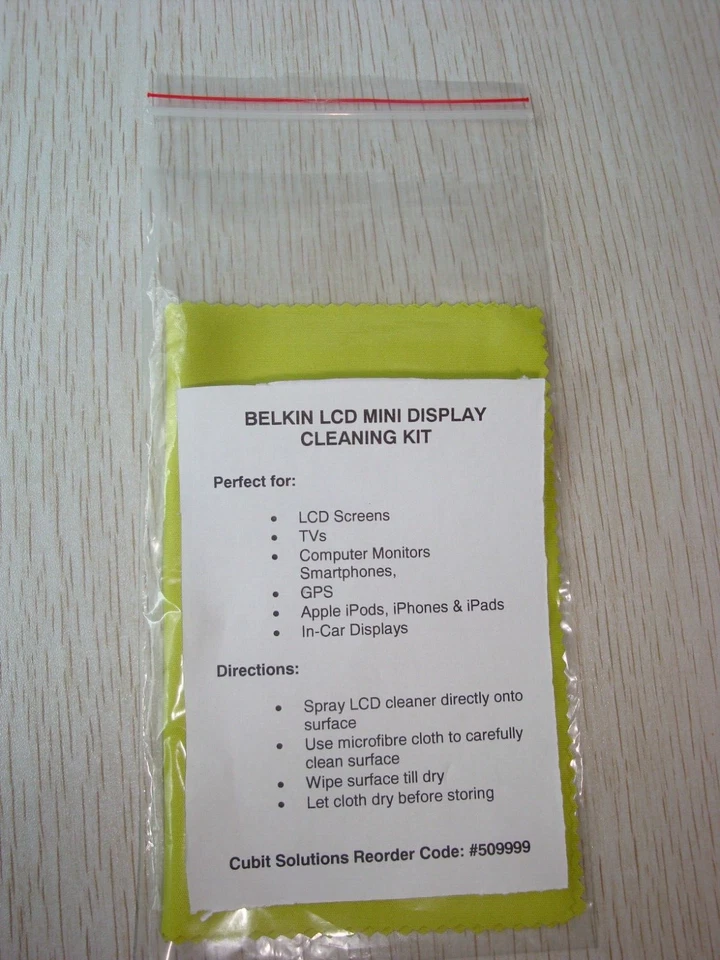 BELKIN LCD MINI DISPLAY
CLEANING KIT
Perfect for:
• LCD Screens
• TVs
• Computer Monitors
Smartphones,
• GPS
• Apple iPods, iPhones & iPads
• In-Car Displays
Directions:
• Spray LCD cleaner directly onto
surface
• Use microfibre cloth to carefully
clean surface
• Wipe surface till dry
• Let cloth dry before storing
Cubit Solutions Reorder Code: #509999